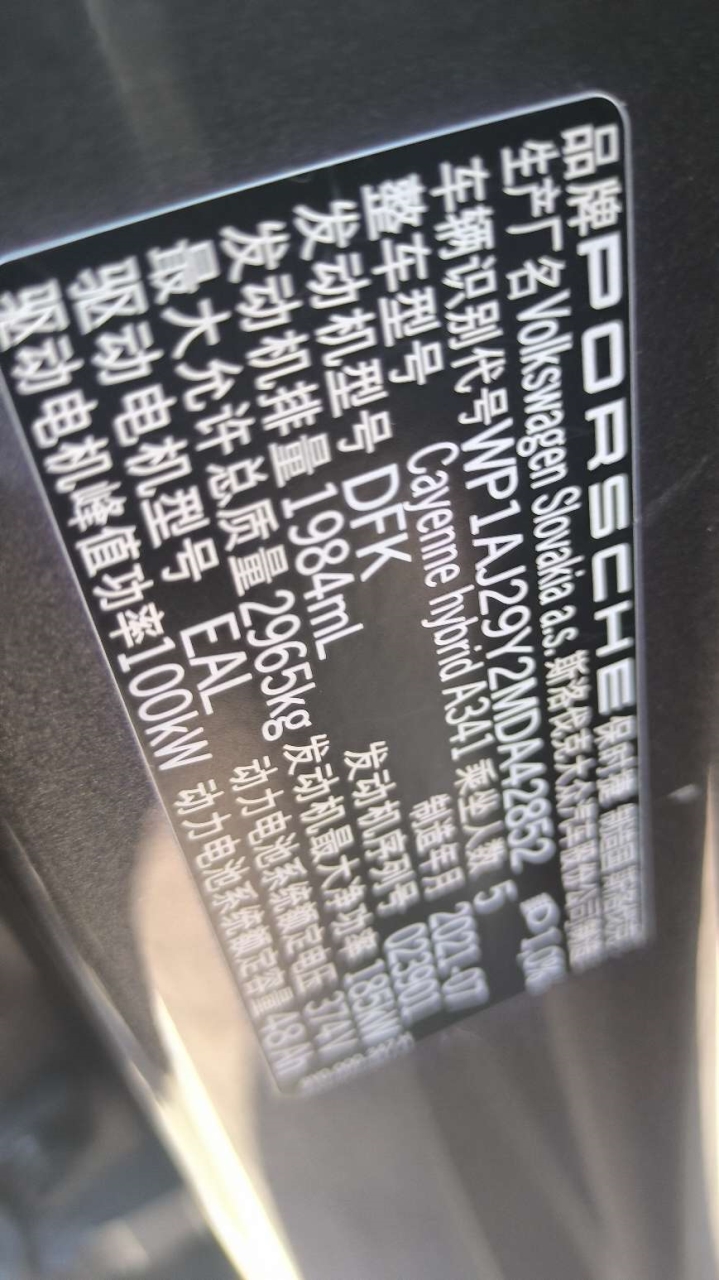 品牌 PORSCHE 保时捷 制造国
生产厂名 Volkswagen Slovakia a.s. 斯洛伐克大众汽车股份公司
车辆识别代号 WP1AJ29Y2MDA42852
整车型号 Cayenne hybrid A341 乘坐人数 5
发动机型号 DFK 制造年月
发动机排量 1984mL 发动机序列号 023901
最大允许总质量 2965kg 发动机最大净功率 185kW
驱动电机型号 EAL 动力电池系统额定电压 374V
驱动电机峰值功率 100kW 动力电池系统额定容量 48Ah